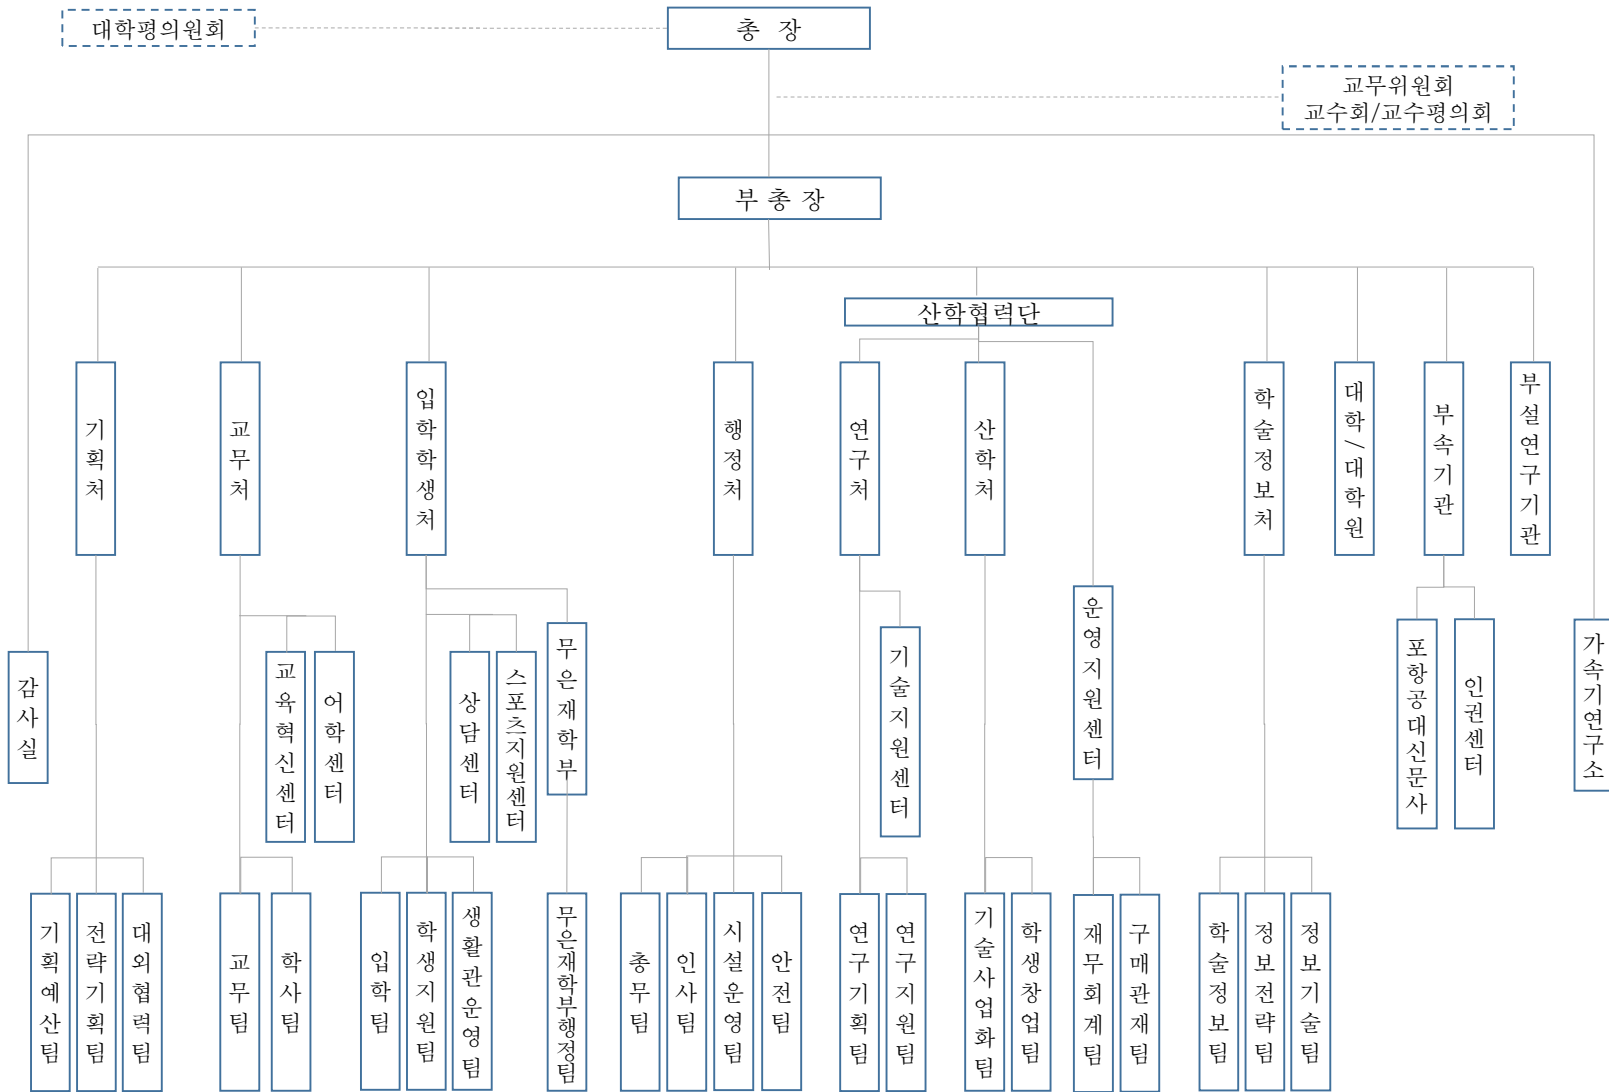 대학평의원회
총 장
교무위원회
교수회/교수평의회
부 총 장
산학협력단
기획처
교무처
입학학생처
행정처
연구처
산학처
학술정보처
대학/대학원
부속기관
부설연구기관
감사실
교육혁신센터
어학센터
상담센터
스포츠지원센터
무은재학부
기술지원센터
운영지원센터
포항공대신문사
인권센터
가속기연구소
기획예산팀
전략기획팀
대외협력팀
교무팀
학사팀
입학팀
학생지원팀
생활관운영팀
무은재학부행정팀
총무팀
인사팀
시설운영팀
안전팀
연구기획팀
연구지원팀
기술사업화팀
학생창업팀
재무회계팀
구매관재팀
학술정보팀
정보전략팀
정보기술팀